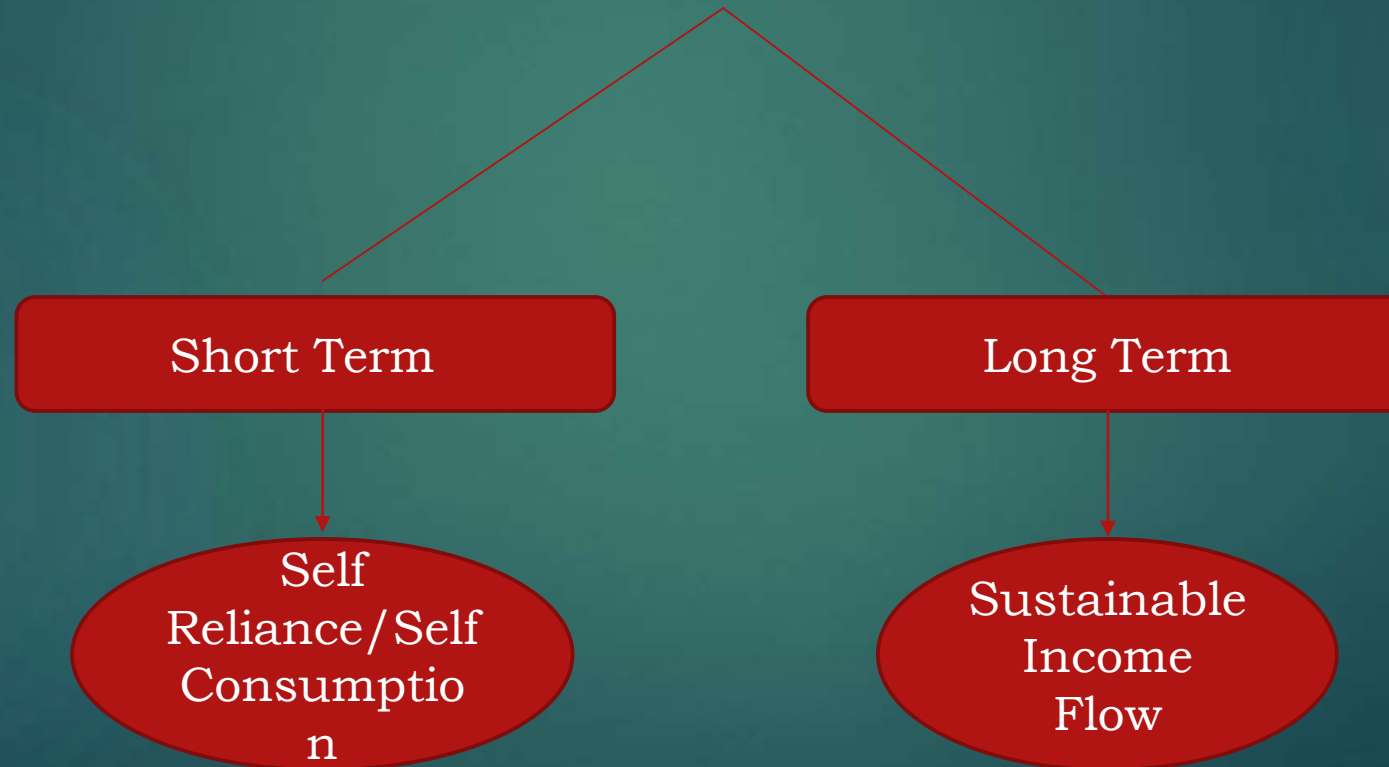 Short Term
Long Term
Self
Reliance/Self
Consumptio
n
Sustainable
Income
Flow